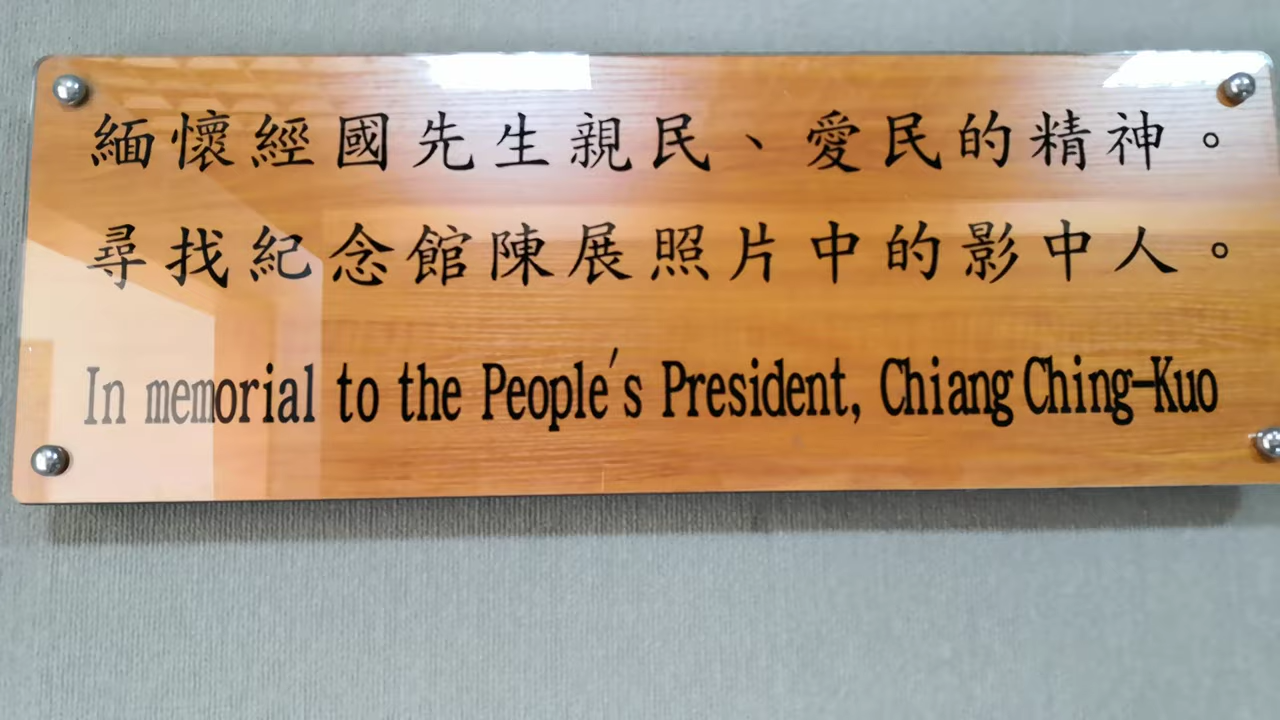 緬懷經國先生親民、愛民的精神。
尋找紀念館陳展照片中的影中人。
In memorial to the People's President, Chiang Ching-Kuo